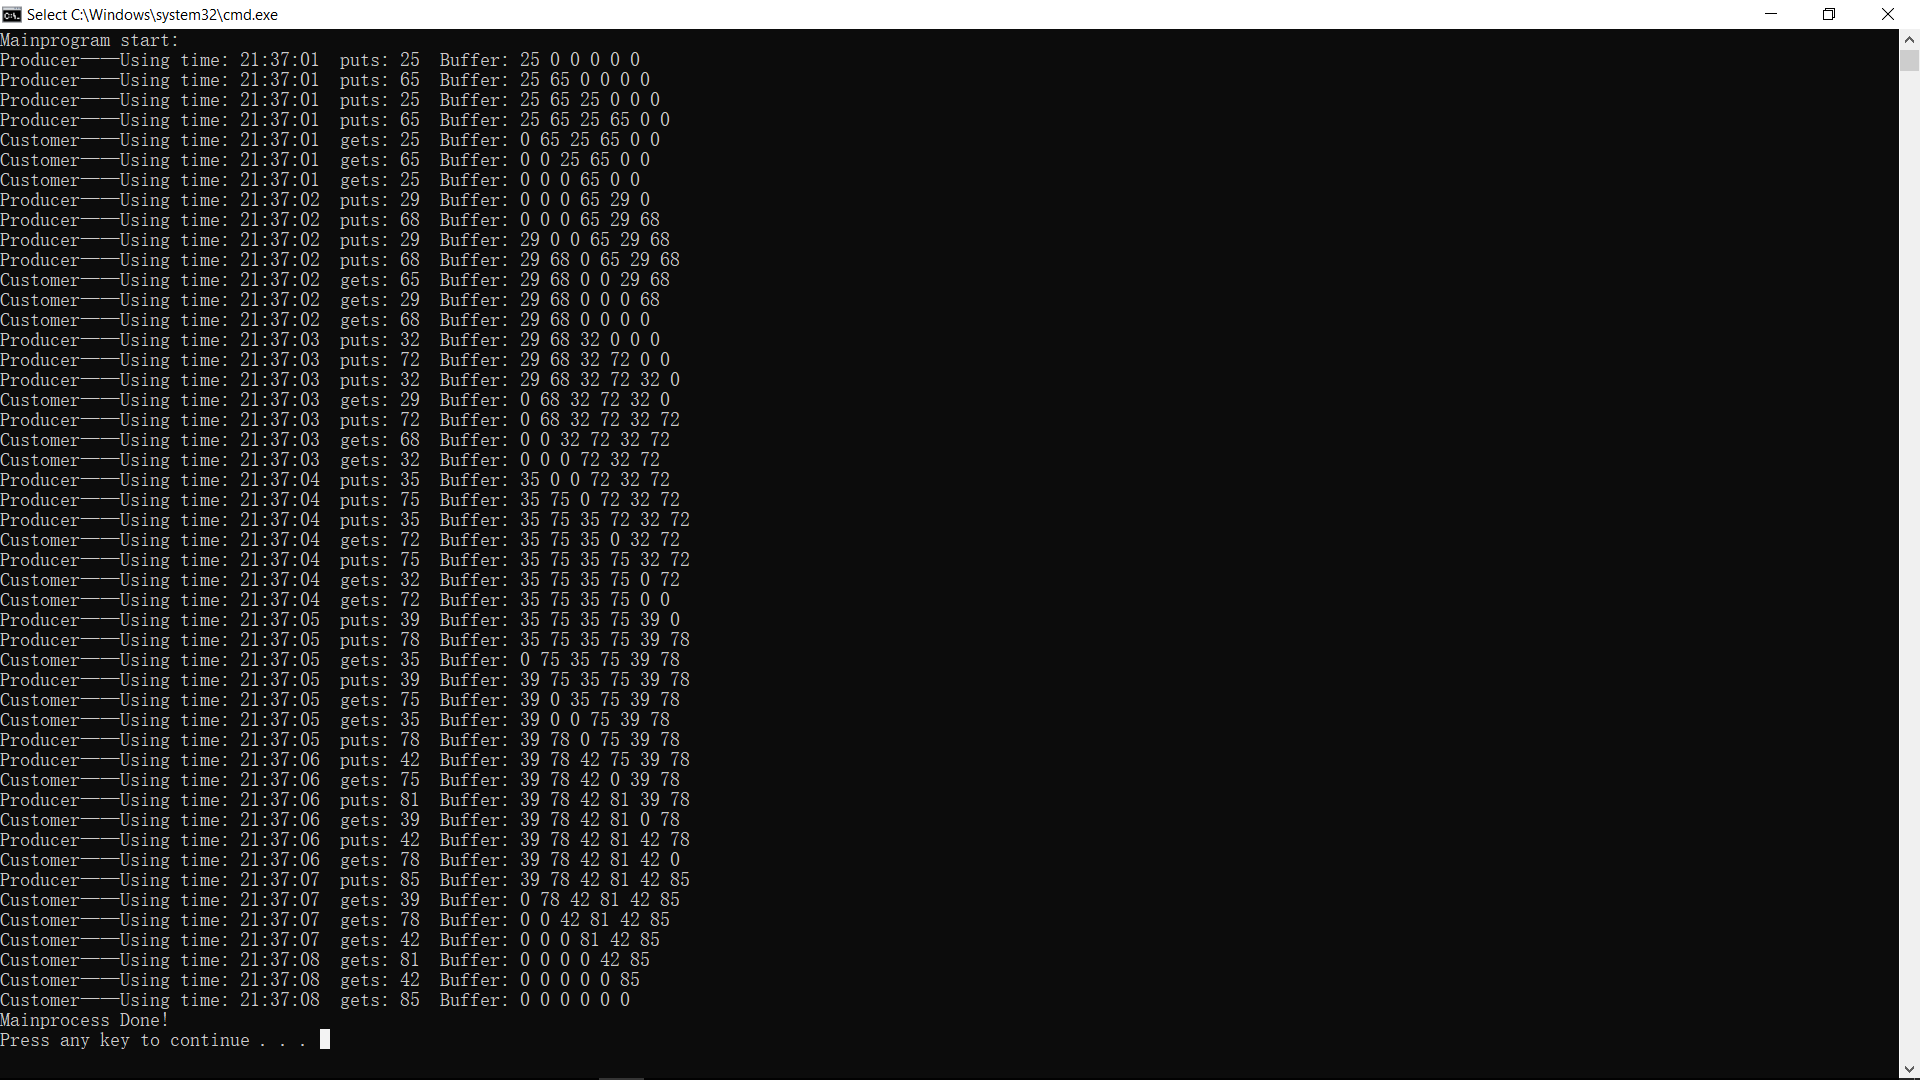 Select C:\Windows\system32\cmd.exe
Mainprogram start:
Producer——Using time: 21:37:01  puts: 25  Buffer: 25 0 0 0 0 0
Producer——Using time: 21:37:01  puts: 65  Buffer: 25 65 0 0 0 0
Producer——Using time: 21:37:01  puts: 25  Buffer: 25 65 25 0 0 0
Producer——Using time: 21:37:01  puts: 65  Buffer: 25 65 25 65 0 0
Customer——Using time: 21:37:01  gets: 25  Buffer: 0 65 25 65 0 0
Customer——Using time: 21:37:01  gets: 65  Buffer: 0 0 25 65 0 0
Customer——Using time: 21:37:01  gets: 25  Buffer: 0 0 0 65 0 0
Producer——Using time: 21:37:02  puts: 29  Buffer: 0 0 0 65 29 0
Producer——Using time: 21:37:02  puts: 68  Buffer: 0 0 0 65 29 68
Producer——Using time: 21:37:02  puts: 29  Buffer: 29 0 0 65 29 68
Producer——Using time: 21:37:02  puts: 68  Buffer: 29 68 0 65 29 68
Customer——Using time: 21:37:02  gets: 65  Buffer: 29 68 0 0 29 68
Customer——Using time: 21:37:02  gets: 29  Buffer: 29 68 0 0 0 68
Customer——Using time: 21:37:02  gets: 68  Buffer: 29 68 0 0 0 0
Producer——Using time: 21:37:03  puts: 32  Buffer: 29 68 32 0 0 0
Producer——Using time: 21:37:03  puts: 72  Buffer: 29 68 32 72 0 0
Producer——Using time: 21:37:03  puts: 32  Buffer: 29 68 32 72 32 0
Customer——Using time: 21:37:03  gets: 29  Buffer: 0 68 32 72 32 0
Producer——Using time: 21:37:03  puts: 72  Buffer: 0 68 32 72 32 72
Customer——Using time: 21:37:03  gets: 68  Buffer: 0 0 32 72 32 72
Customer——Using time: 21:37:03  gets: 32  Buffer: 0 0 0 72 32 72
Producer——Using time: 21:37:04  puts: 35  Buffer: 35 0 0 72 32 72
Producer——Using time: 21:37:04  puts: 75  Buffer: 35 75 0 72 32 72
Producer——Using time: 21:37:04  puts: 35  Buffer: 35 75 35 72 32 72
Customer——Using time: 21:37:04  gets: 72  Buffer: 35 75 35 0 32 72
Producer——Using time: 21:37:04  puts: 75  Buffer: 35 75 35 75 32 72
Customer——Using time: 21:37:04  gets: 32  Buffer: 35 75 35 75 0 72
Customer——Using time: 21:37:04  gets: 72  Buffer: 35 75 35 75 0 0
Producer——Using time: 21:37:05  puts: 39  Buffer: 35 75 35 75 39 0
Producer——Using time: 21:37:05  puts: 78  Buffer: 35 75 35 75 39 78
Customer——Using time: 21:37:05  gets: 35  Buffer: 0 75 35 75 39 78
Producer——Using time: 21:37:05  puts: 39  Buffer: 39 75 35 75 39 78
Customer——Using time: 21:37:05  gets: 75  Buffer: 39 0 35 75 39 78
Customer——Using time: 21:37:05  gets: 35  Buffer: 39 0 0 75 39 78
Producer——Using time: 21:37:05  puts: 78  Buffer: 39 78 0 75 39 78
Producer——Using time: 21:37:06  puts: 42  Buffer: 39 78 42 75 39 78
Customer——Using time: 21:37:06  gets: 75  Buffer: 39 78 42 0 39 78
Producer——Using time: 21:37:06  puts: 81  Buffer: 39 78 42 81 39 78
Customer——Using time: 21:37:06  gets: 39  Buffer: 39 78 42 81 0 78
Producer——Using time: 21:37:06  puts: 42  Buffer: 39 78 42 81 42 78
Customer——Using time: 21:37:06  gets: 78  Buffer: 39 78 42 81 42 0
Producer——Using time: 21:37:07  puts: 85  Buffer: 39 78 42 81 42 85
Customer——Using time: 21:37:07  gets: 39  Buffer: 0 78 42 81 42 85
Customer——Using time: 21:37:07  gets: 78  Buffer: 0 0 42 81 42 85
Customer——Using time: 21:37:07  gets: 42  Buffer: 0 0 0 81 42 85
Customer——Using time: 21:37:08  gets: 81  Buffer: 0 0 0 0 42 85
Customer——Using time: 21:37:08  gets: 42  Buffer: 0 0 0 0 0 85
Customer——Using time: 21:37:08  gets: 85  Buffer: 0 0 0 0 0 0
Mainprocess Done!
Press any key to continue . . .